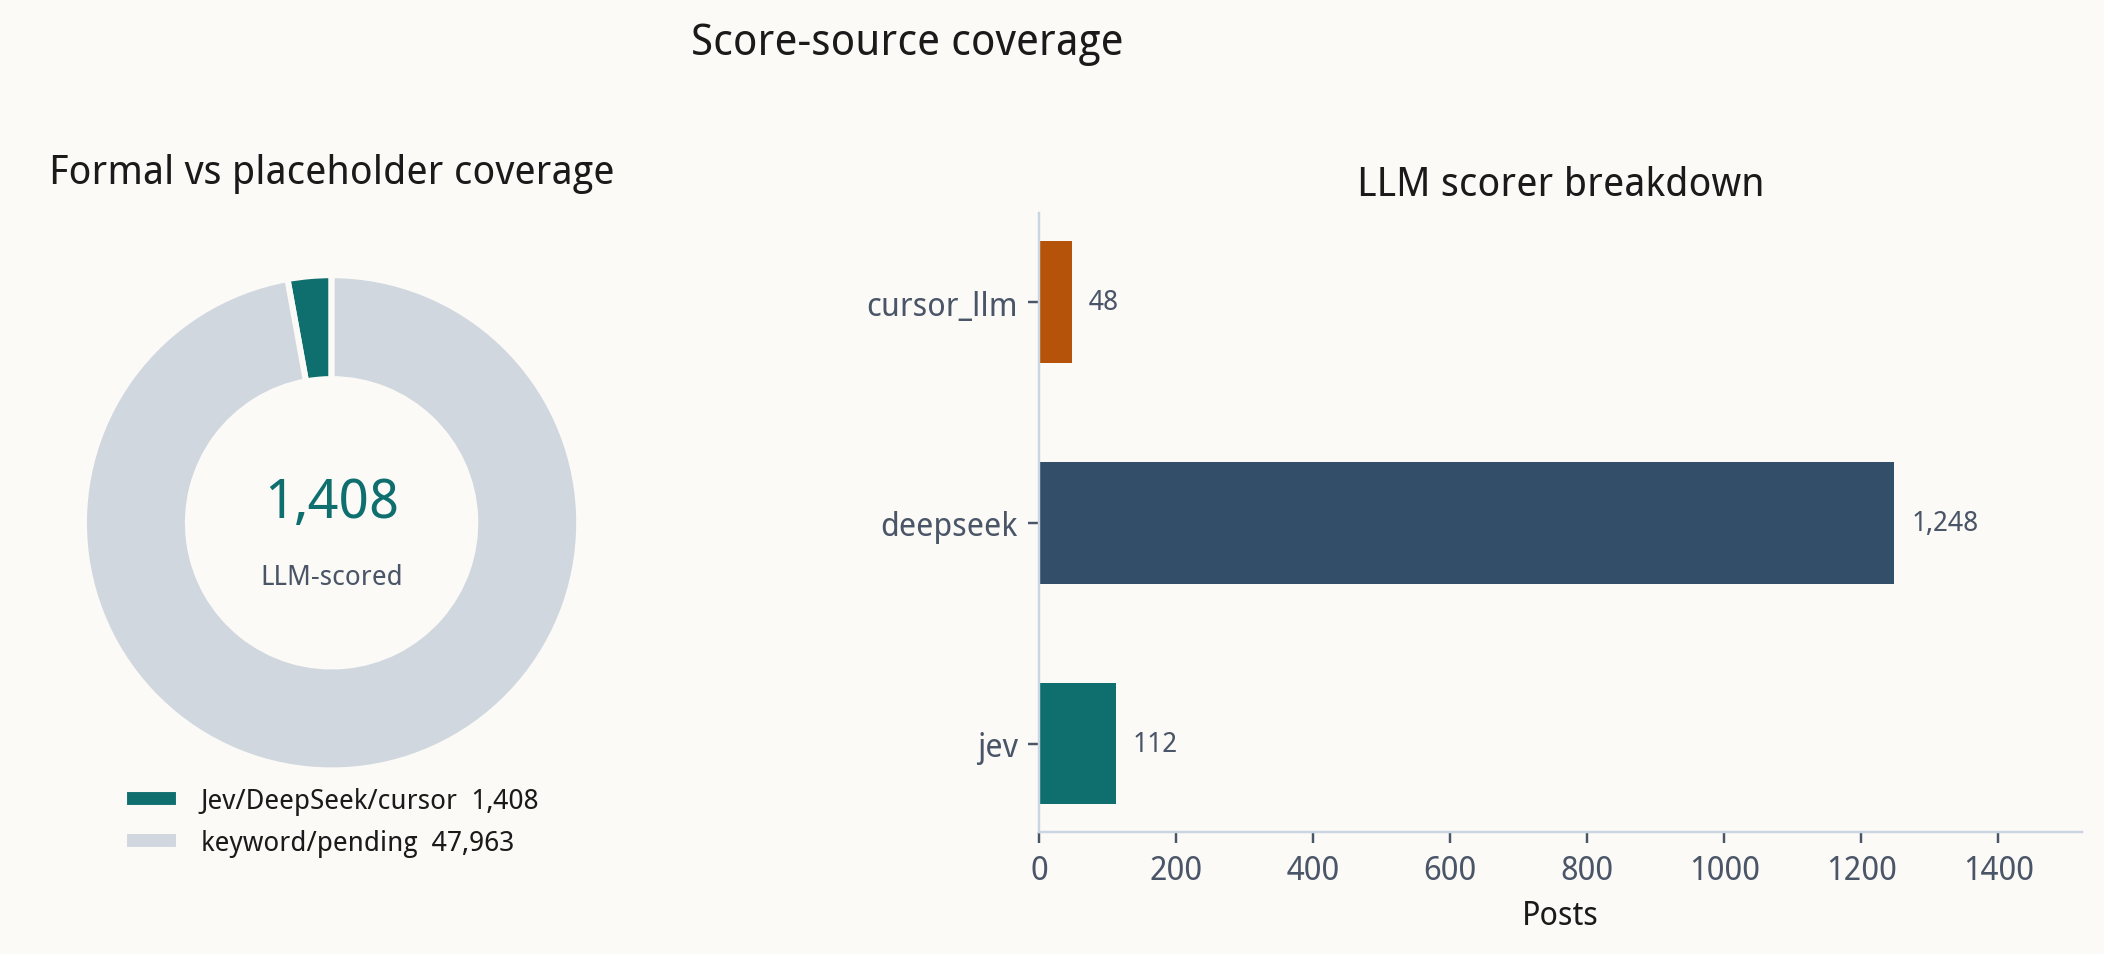 Score-source coverage
Formal vs placeholder coverage
1,408
LLM-scored
Jev/DeepSeek/cursor  1,408
keyword/pending  47,963
LLM scorer breakdown
cursor_llm
48
deepseek
1,248
jev
112
0 200 400 600 800 1000 1200 1400
Posts